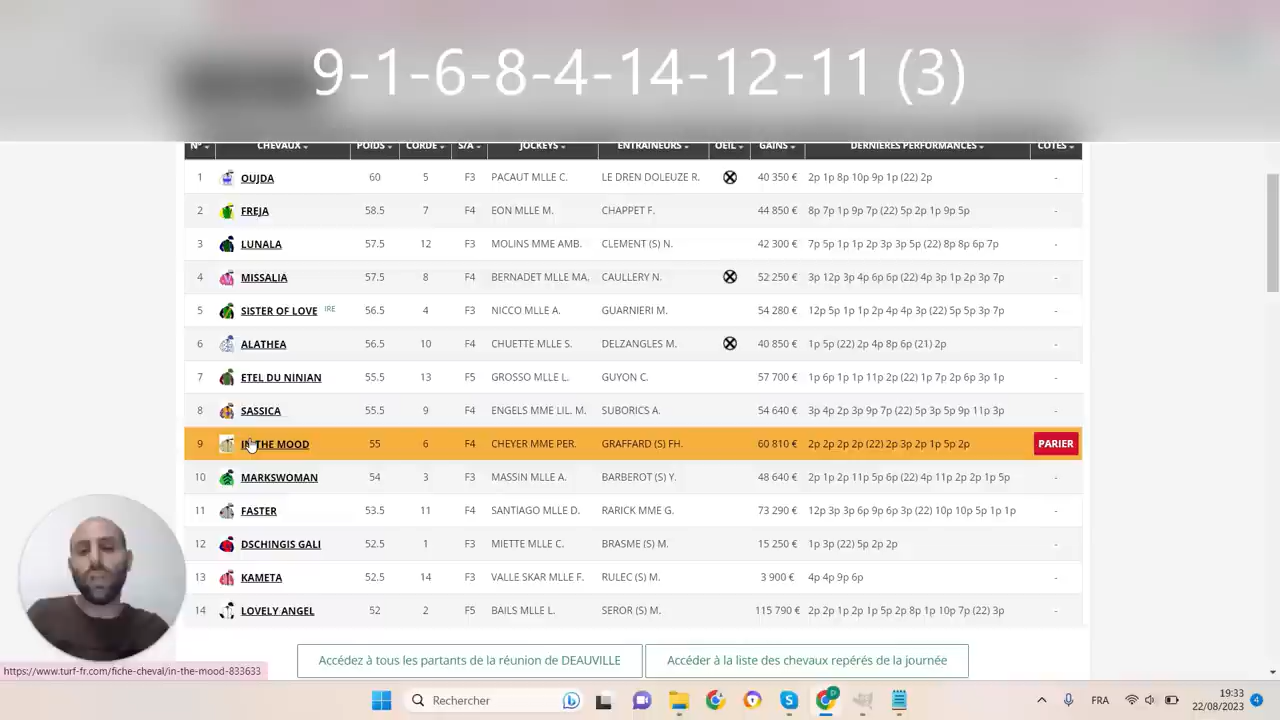 9-1-6-8-4-14-12-11 (3)
N° CHEVAUX POIDS CORDE S/A JOCKEYS ENTRAINEURS OEIL GAINS DERNIÈRES PERFORMANCES COTES
1 OUJDA 60 5 F3 PACAUT MLLE C. LE DREN DOLEUZE R. 40 350 € 2p 1p 8p 10p 9p 1p (22) 2p -
2 FREJA 58.5 7 F4 EON MLLE M. CHAPPET F. 44 850 € 8p 7p 1p 9p 7p (22) 5p 2p 1p 9p 5p -
3 LUNALA 57.5 12 F3 MOLINS MME AMB. CLEMENT (S) N. 42 300 € 7p 5p 1p 1p 2p 3p 3p 5p (22) 8p 8p 6p 7p -
4 MISSALIA 57.5 8 F4 BERNADET MLLE MA. CAULLERY N. 52 250 € 3p 12p 3p 4p 6p 6p (22) 4p 3p 1p 2p 3p 7p -
5 SISTER OF LOVE IRE 56.5 4 F3 NICCO MLLE A. GUARNIERI M. 54 280 € 12p 5p 1p 1p 2p 4p 4p 3p (22) 5p 5p 3p 7p -
6 ALATHEA 56.5 10 F4 CHUETTE MLLE S. DELZANGLES M. 40 850 € 1p 5p (22) 2p 4p 8p 6p (21) 2p -
7 ETEL DU NINIAN 55.5 13 F5 GROSSO MLLE L. GUYON C. 57 700 € 1p 6p 1p 1p 11p 2p (22) 1p 7p 2p 6p 3p 1p -
8 SASSICA 55.5 9 F4 ENGELS MME LIL. M. SUBORICS A. 54 640 € 3p 4p 2p 3p 9p 7p (22) 5p 3p 5p 9p 11p 3p -
9 IN THE MOOD 55 6 F4 CHEYER MME PER. GRAFFARD (S) FH. 60 810 € 2p 2p 2p 2p (22) 2p 3p 2p 1p 5p 2p PARIER
10 MARKSWOMAN 54 3 F3 MASSIN MLLE A. BARBEROT (S) Y. 48 640 € 2p 1p 2p 11p 5p 6p (22) 4p 11p 2p 2p 1p 5p -
11 FASTER 53.5 11 F4 SANTIAGO MLLE D. RARICK MME G. 73 290 € 12p 3p 3p 6p 9p 6p 3p (22) 10p 10p 5p 1p 1p -
12 DSCHINGIS GALI 52.5 1 F3 MIETTE MLLE C. BRASME (S) M. 15 250 € 1p 3p (22) 5p 2p 2p -
13 KAMETA 52.5 14 F3 VALLE SKAR MLLE F. RULEC (S) M. 3 900 € 4p 4p 9p 6p -
14 LOVELY ANGEL 52 2 F5 BAILS MLLE L. SEROR (S) M. 115 790 € 2p 2p 1p 2p 1p 5p 2p 8p 1p 10p 7p (22) 3p -
Accédez à tous les partants de la réunion de DEAUVILLE Accéder à la liste des chevaux repérés de la journée
https://www.turf-fr.com/fiche-cheval/in-the-mood-833633
Rechercher FRA 19:33
22/08/2023 4